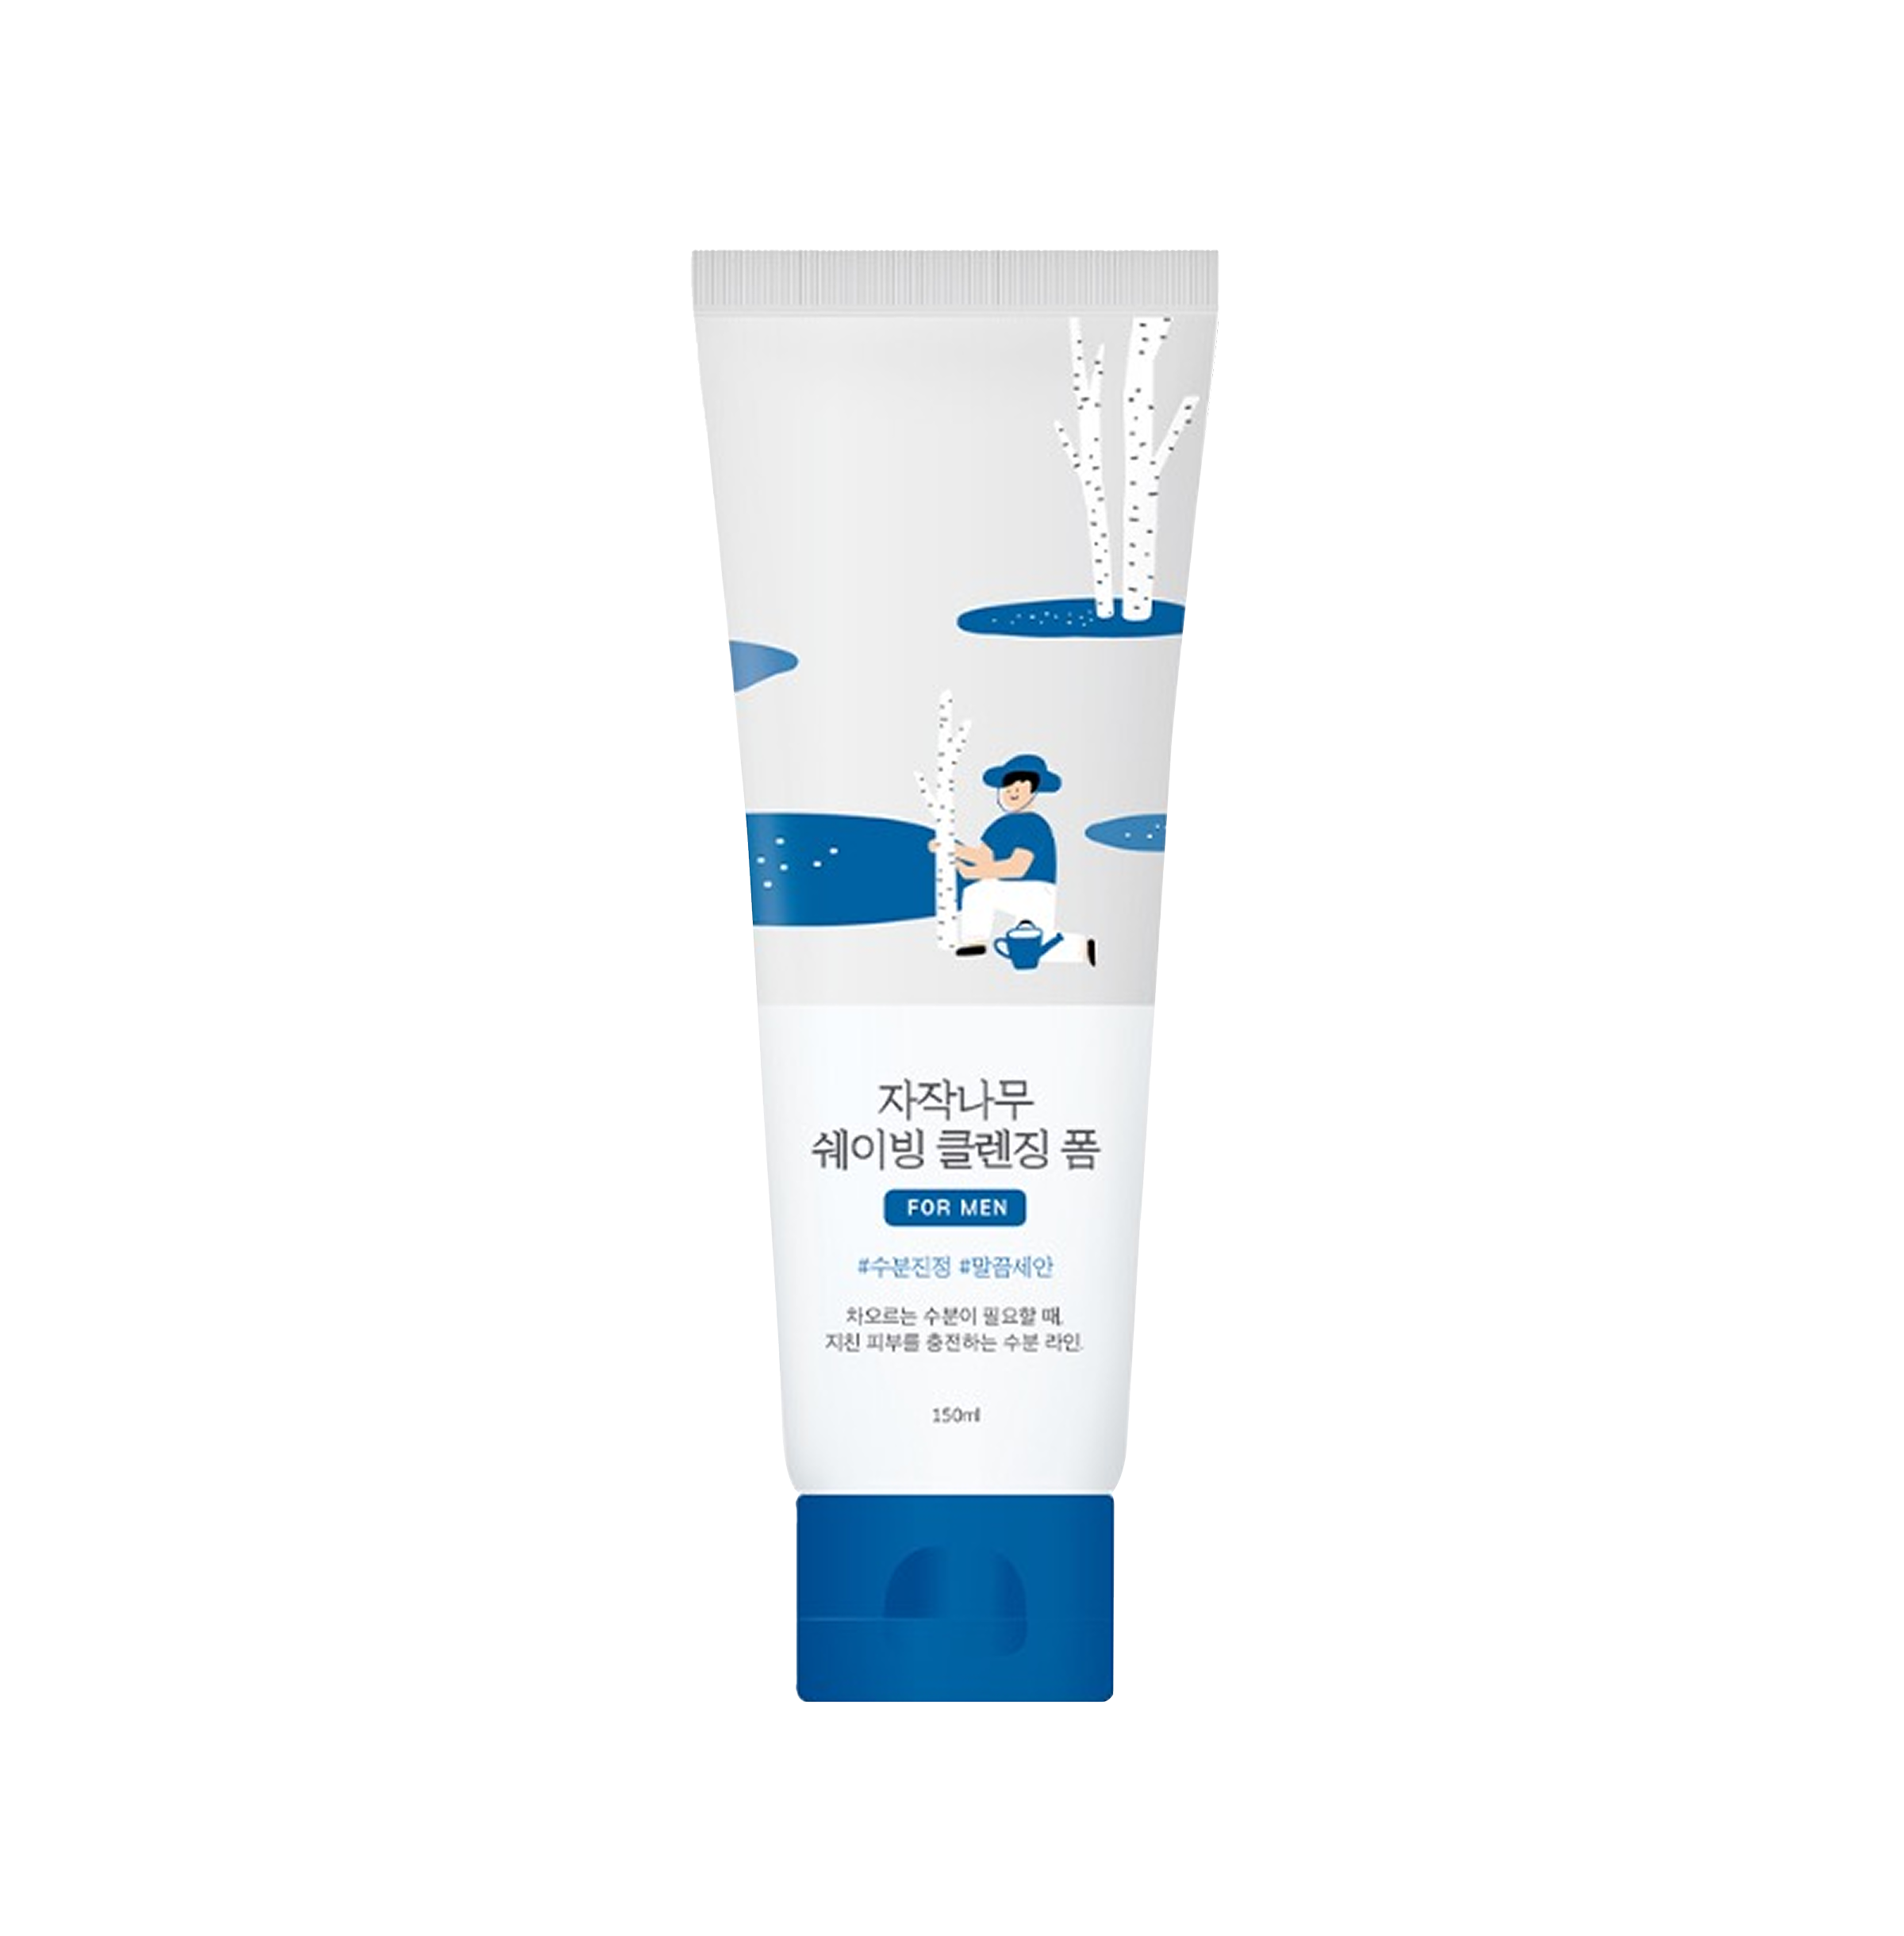 자작나무
쉐이빙 클렌징 폼
FOR MEN
#수분진정 #말끔세안
차오르는 수분이 필요할 때,
지친 피부를 충전하는 수분 라인.
150ml